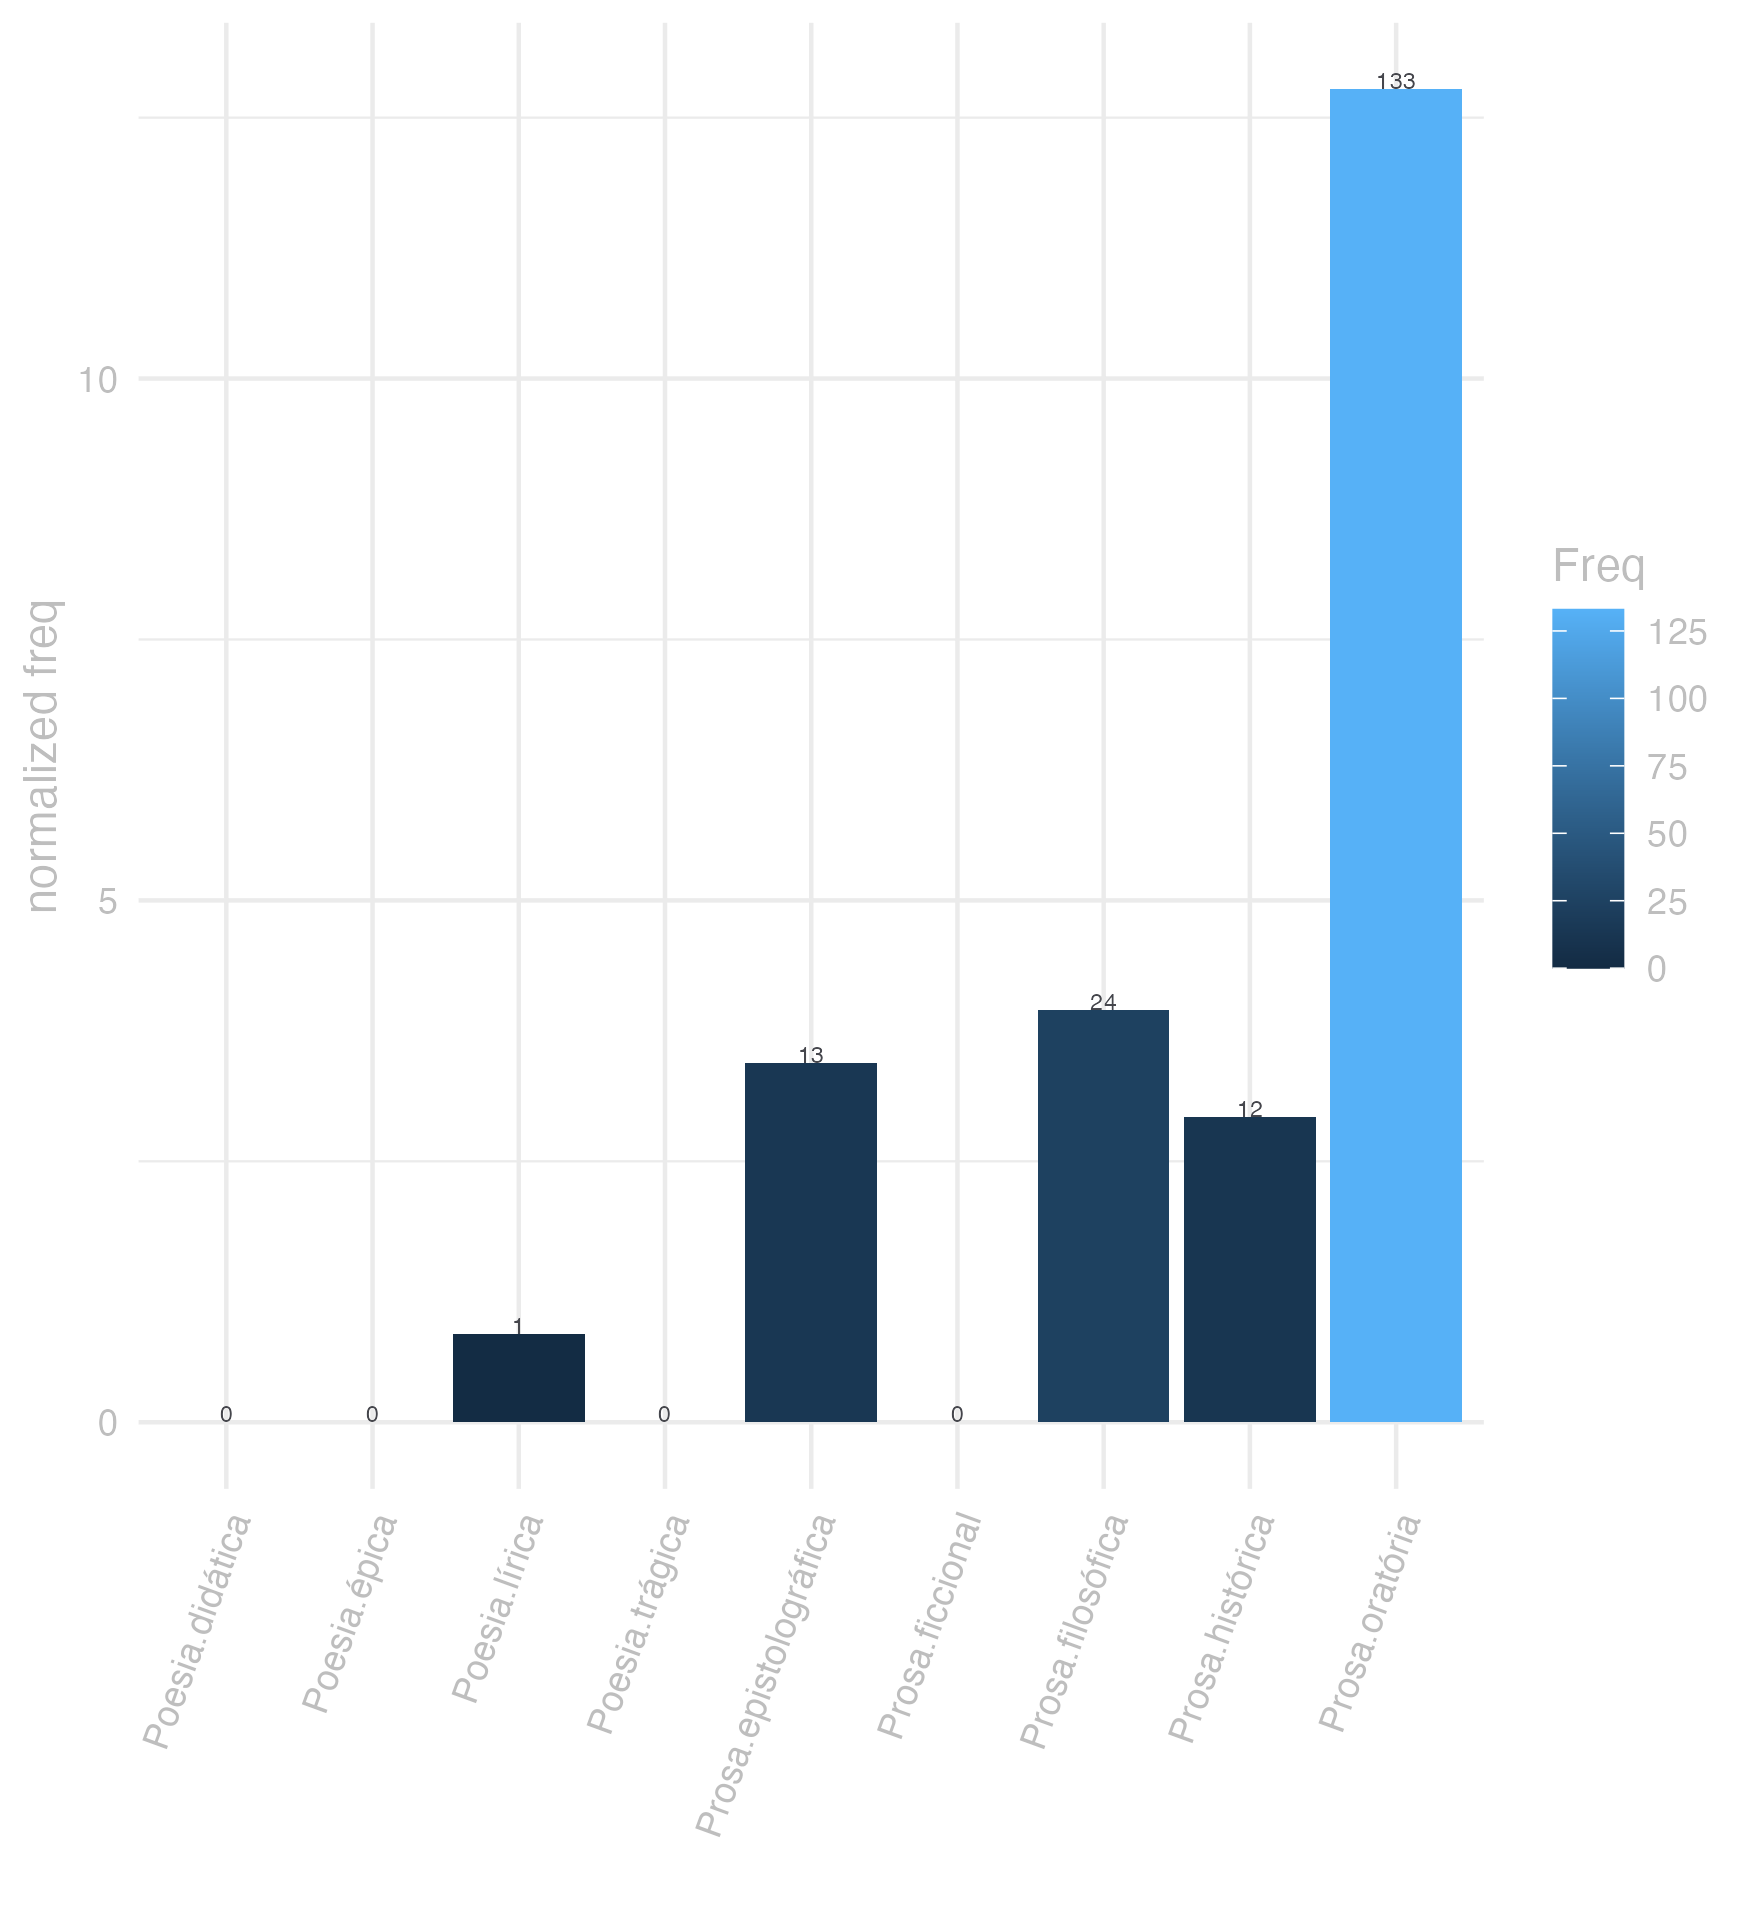 normalized freq
10
5
0
0
0
1
0
13
0
24
12
133
Poesia.didática
Poesia.épica
Poesia.lírica
Poesia.trágica
Prosa.epistolográfica
Prosa.ficcional
Prosa.filosófica
Prosa.histórica
Prosa.oratória
Freq
125
100
75
50
25
0